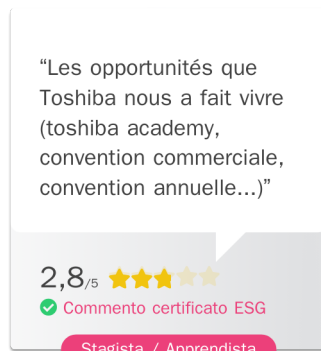 “Les opportunités que
Toshiba nous a fait vivre
(toshiba academy,
convention commerciale,
convention annuelle...)”
2,8/5
Commento certificato ESG
Stagista / Apprendista